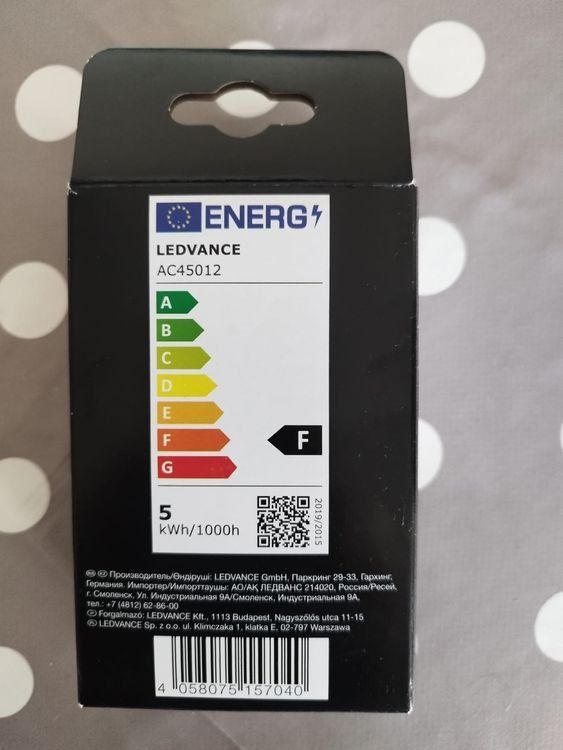 ENERG
LEDVANCE
AC45012
A
B
C
D
E
F
F
G
5
kWh/1000h
2019/2015
Производитель/Өндіруші: LEDVANCE GmbH, Паркринг 29-33, Гархинг,
Германия. Импортер/Импорттаушы: АО/АҚ ЛЕДВАНС 214020, Россия/Ресей,
г. Смоленск, Ул. Индустриальная 9А/Смоленск, Индустриальная 9А,
тел.: +7 (4812) 62-86-00
Forgalmazó: LEDVANCE Kft., 1113 Budapest, Nagyszőlős utca 11-15
LEDVANCE Sp. z o.o. ul. Klimczaka 1, klatka E, 02-797 Warszawa
4 058075 157040